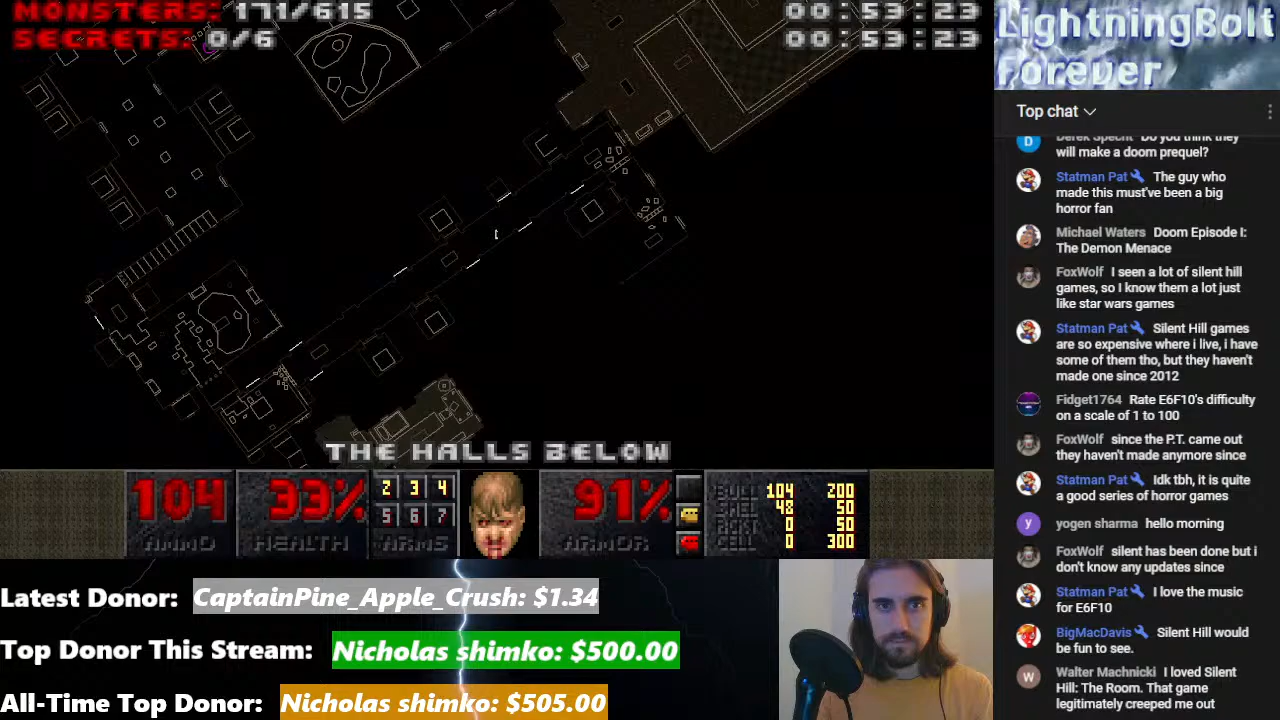 MONSTERS: 171/615
SECRETS: 0/6
00:53:23
00:53:23
THE HALLS BELOW
104
AMMO
33%
HEALTH
2 3 4
5 6 7
ARMS
91%
ARMOR
BULL 104 200
SHEL 48 50
RCKT 0 50
CELL 0 300
Latest Donor: CaptainPine_Apple_Crush: $1.34
Top Donor This Stream: Nicholas shimko: $500.00
All-Time Top Donor: Nicholas shimko: $505.00
LightningBolt
Forever
Top chat
D
Derek Specht Do you think they
will make a doom prequel?
Statman Pat The guy who
made this must've been a big
horror fan
Michael Waters Doom Episode I:
The Demon Menace
FoxWolf I seen a lot of silent hill
games, so I know them a lot just
like star wars games
Statman Pat Silent Hill games
are so expensive where i live, i have
some of them tho, but they haven't
made one since 2012
Fidget1764 Rate E6F10's difficulty
on a scale of 1 to 100
FoxWolf since the P.T. came out
they haven't made anymore since
Statman Pat Idk tbh, it is quite
a good series of horror games
y
yogen sharma hello morning
FoxWolf silent has been done but i
don't know any updates since
Statman Pat I love the music
for E6F10
BigMacDavis Silent Hill would
be fun to see.
W
Walter Machnicki I loved Silent
Hill: The Room. That game
legitimately creeped me out